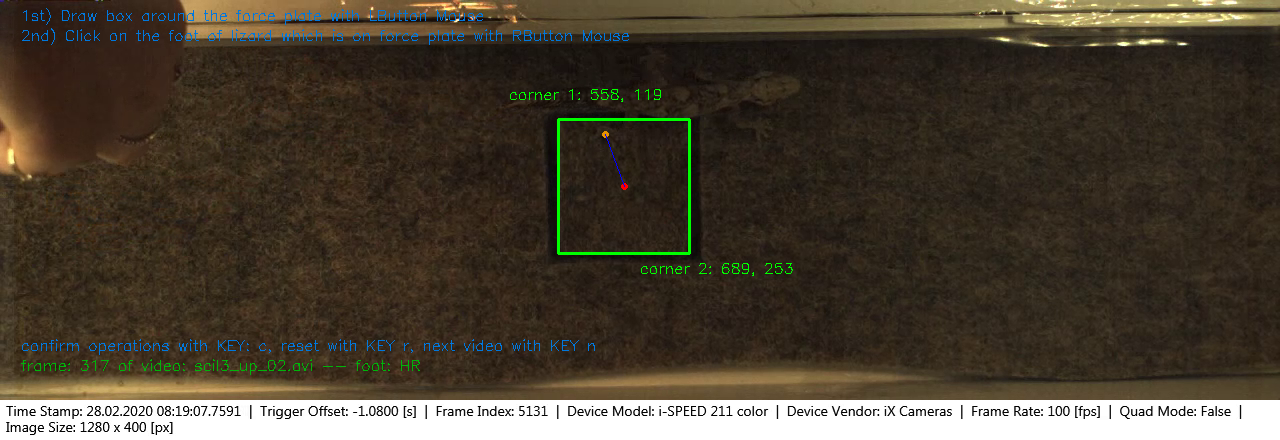 1st) Draw box around the force plate with LButton Mouse.
2nd) Click on the foot of lizard which is on force plate with RButton Mouse
corner 1: 558, 119
corner 2: 689, 253
confirm operations with KEY: c, reset with KEY r, next video with KEY n
frame: 317 of video: scil3_up_02.avi -- foot: HR
Time Stamp: 28.02.2020 08:19:07.7591 | Trigger Offset: -1.0800 [s] | Frame Index: 5131 | Device Model: i-SPEED 211 color | Device Vendor: iX Cameras | Frame Rate: 100 [fps] | Quad Mode: False |
Image Size: 1280 x 400 [px]